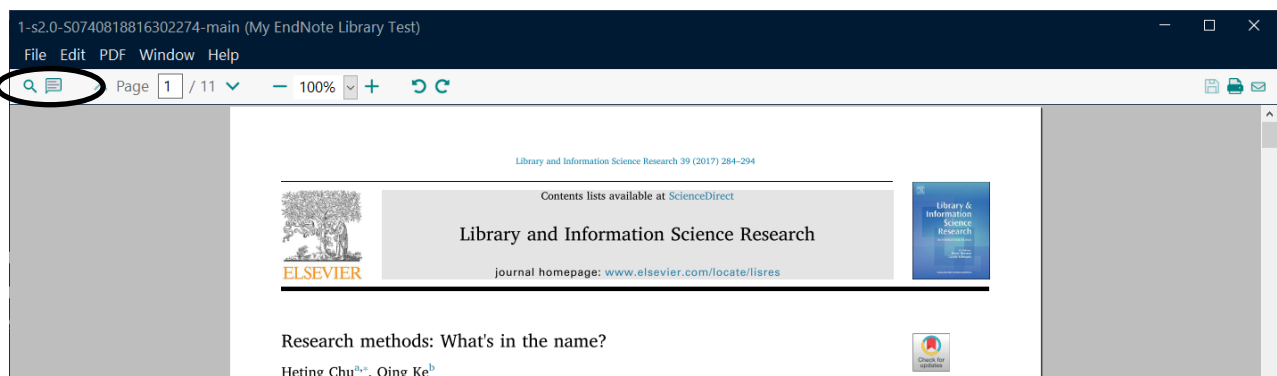 1-s2.0-S0740818816302274-main (My EndNote Library Test)
File Edit PDF Window Help
Page 1 / 11 100%
Library and Information Science Research 39 (2017) 284–294
Contents lists available at ScienceDirect
Library and Information Science Research
journal homepage: www.elsevier.com/locate/lisres
ELSEVIER
Library &
Information
Science
Research
Research methods: What's in the name?
Check for
updates
Heting Chuᵃ,*, Qing Keᵇ